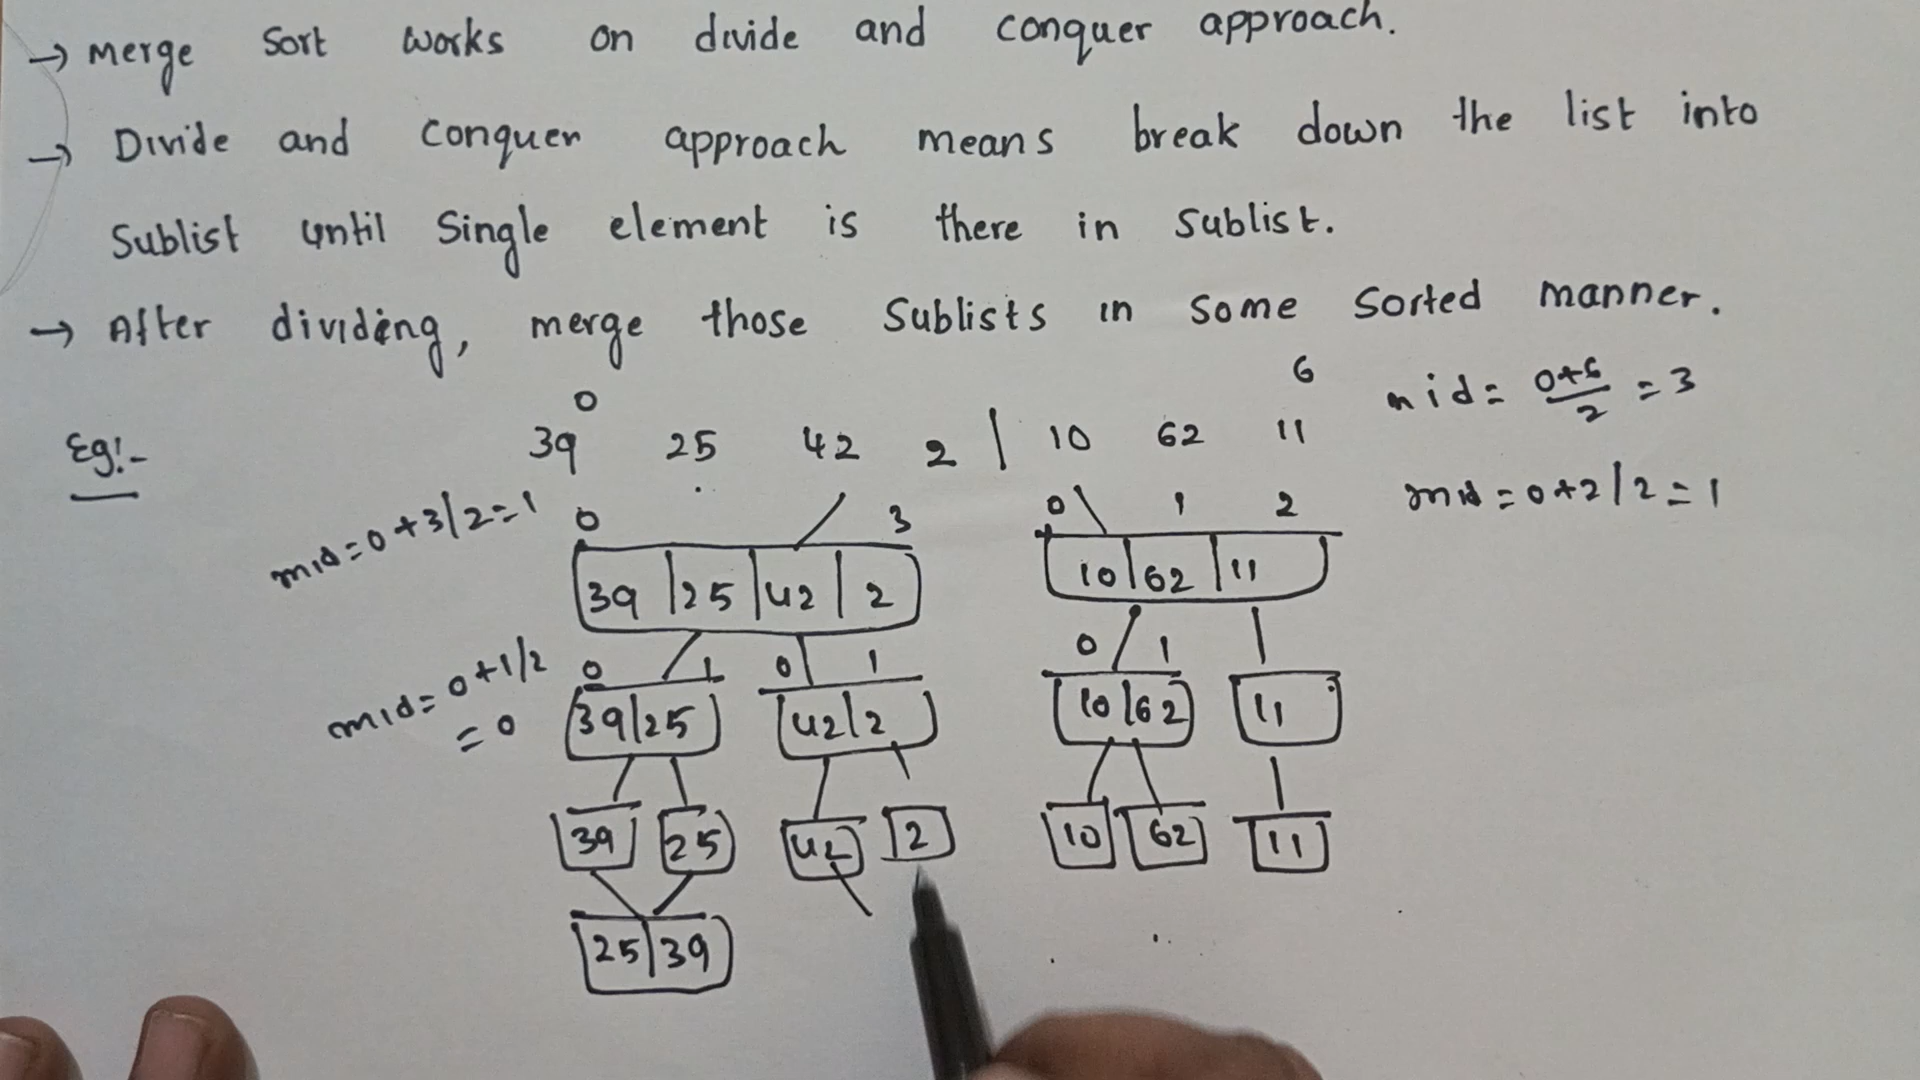 → Merge Sort works on divide and conquer approach.
→ Divide and conquer approach means break down the list into
Sublist until Single element is there in Sublist.
→ After dividing, merge those Sublists in Some Sorted manner.
0 6 mid = 0+6/2 = 3
Eg:- 39 25 42 2 | 10 62 11
mid = 0+3/2 = 1 0 3 0 1 2 mid = 0+2/2 = 1
39 | 25 | 42 | 2 10 | 62 | 11
mid = 0+1/2 0 1 0 1 0 1
= 0 39 | 25 42 | 2 10 | 62 11
39 25 42 2 10 62 11
25 | 39